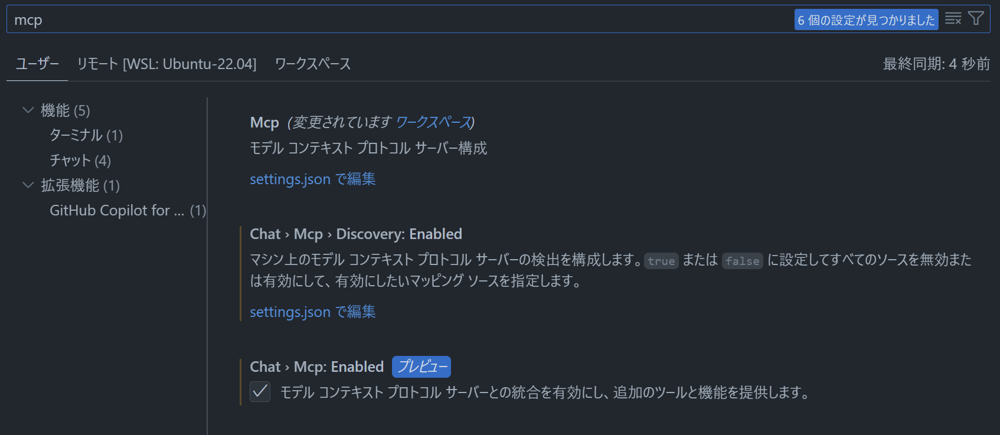 mcp
6 個の設定が見つかりました
ユーザー
リモート [WSL: Ubuntu-22.04]
ワークスペース
最終同期: 4 秒前
機能 (5)
ターミナル (1)
チャット (4)
拡張機能 (1)
GitHub Copilot for ... (1)
Mcp (変更されています ワークスペース)
モデル コンテキスト プロトコル サーバー構成
settings.json で編集
Chat › Mcp › Discovery: Enabled
マシン上のモデル コンテキスト プロトコル サーバーの検出を構成します。true または false に設定してすべてのソースを無効また
は有効にして、有効にしたいマッピング ソースを指定します。
settings.json で編集
Chat › Mcp: Enabled プレビュー
モデル コンテキスト プロトコル サーバーとの統合を有効にし、追加のツールと機能を提供します。